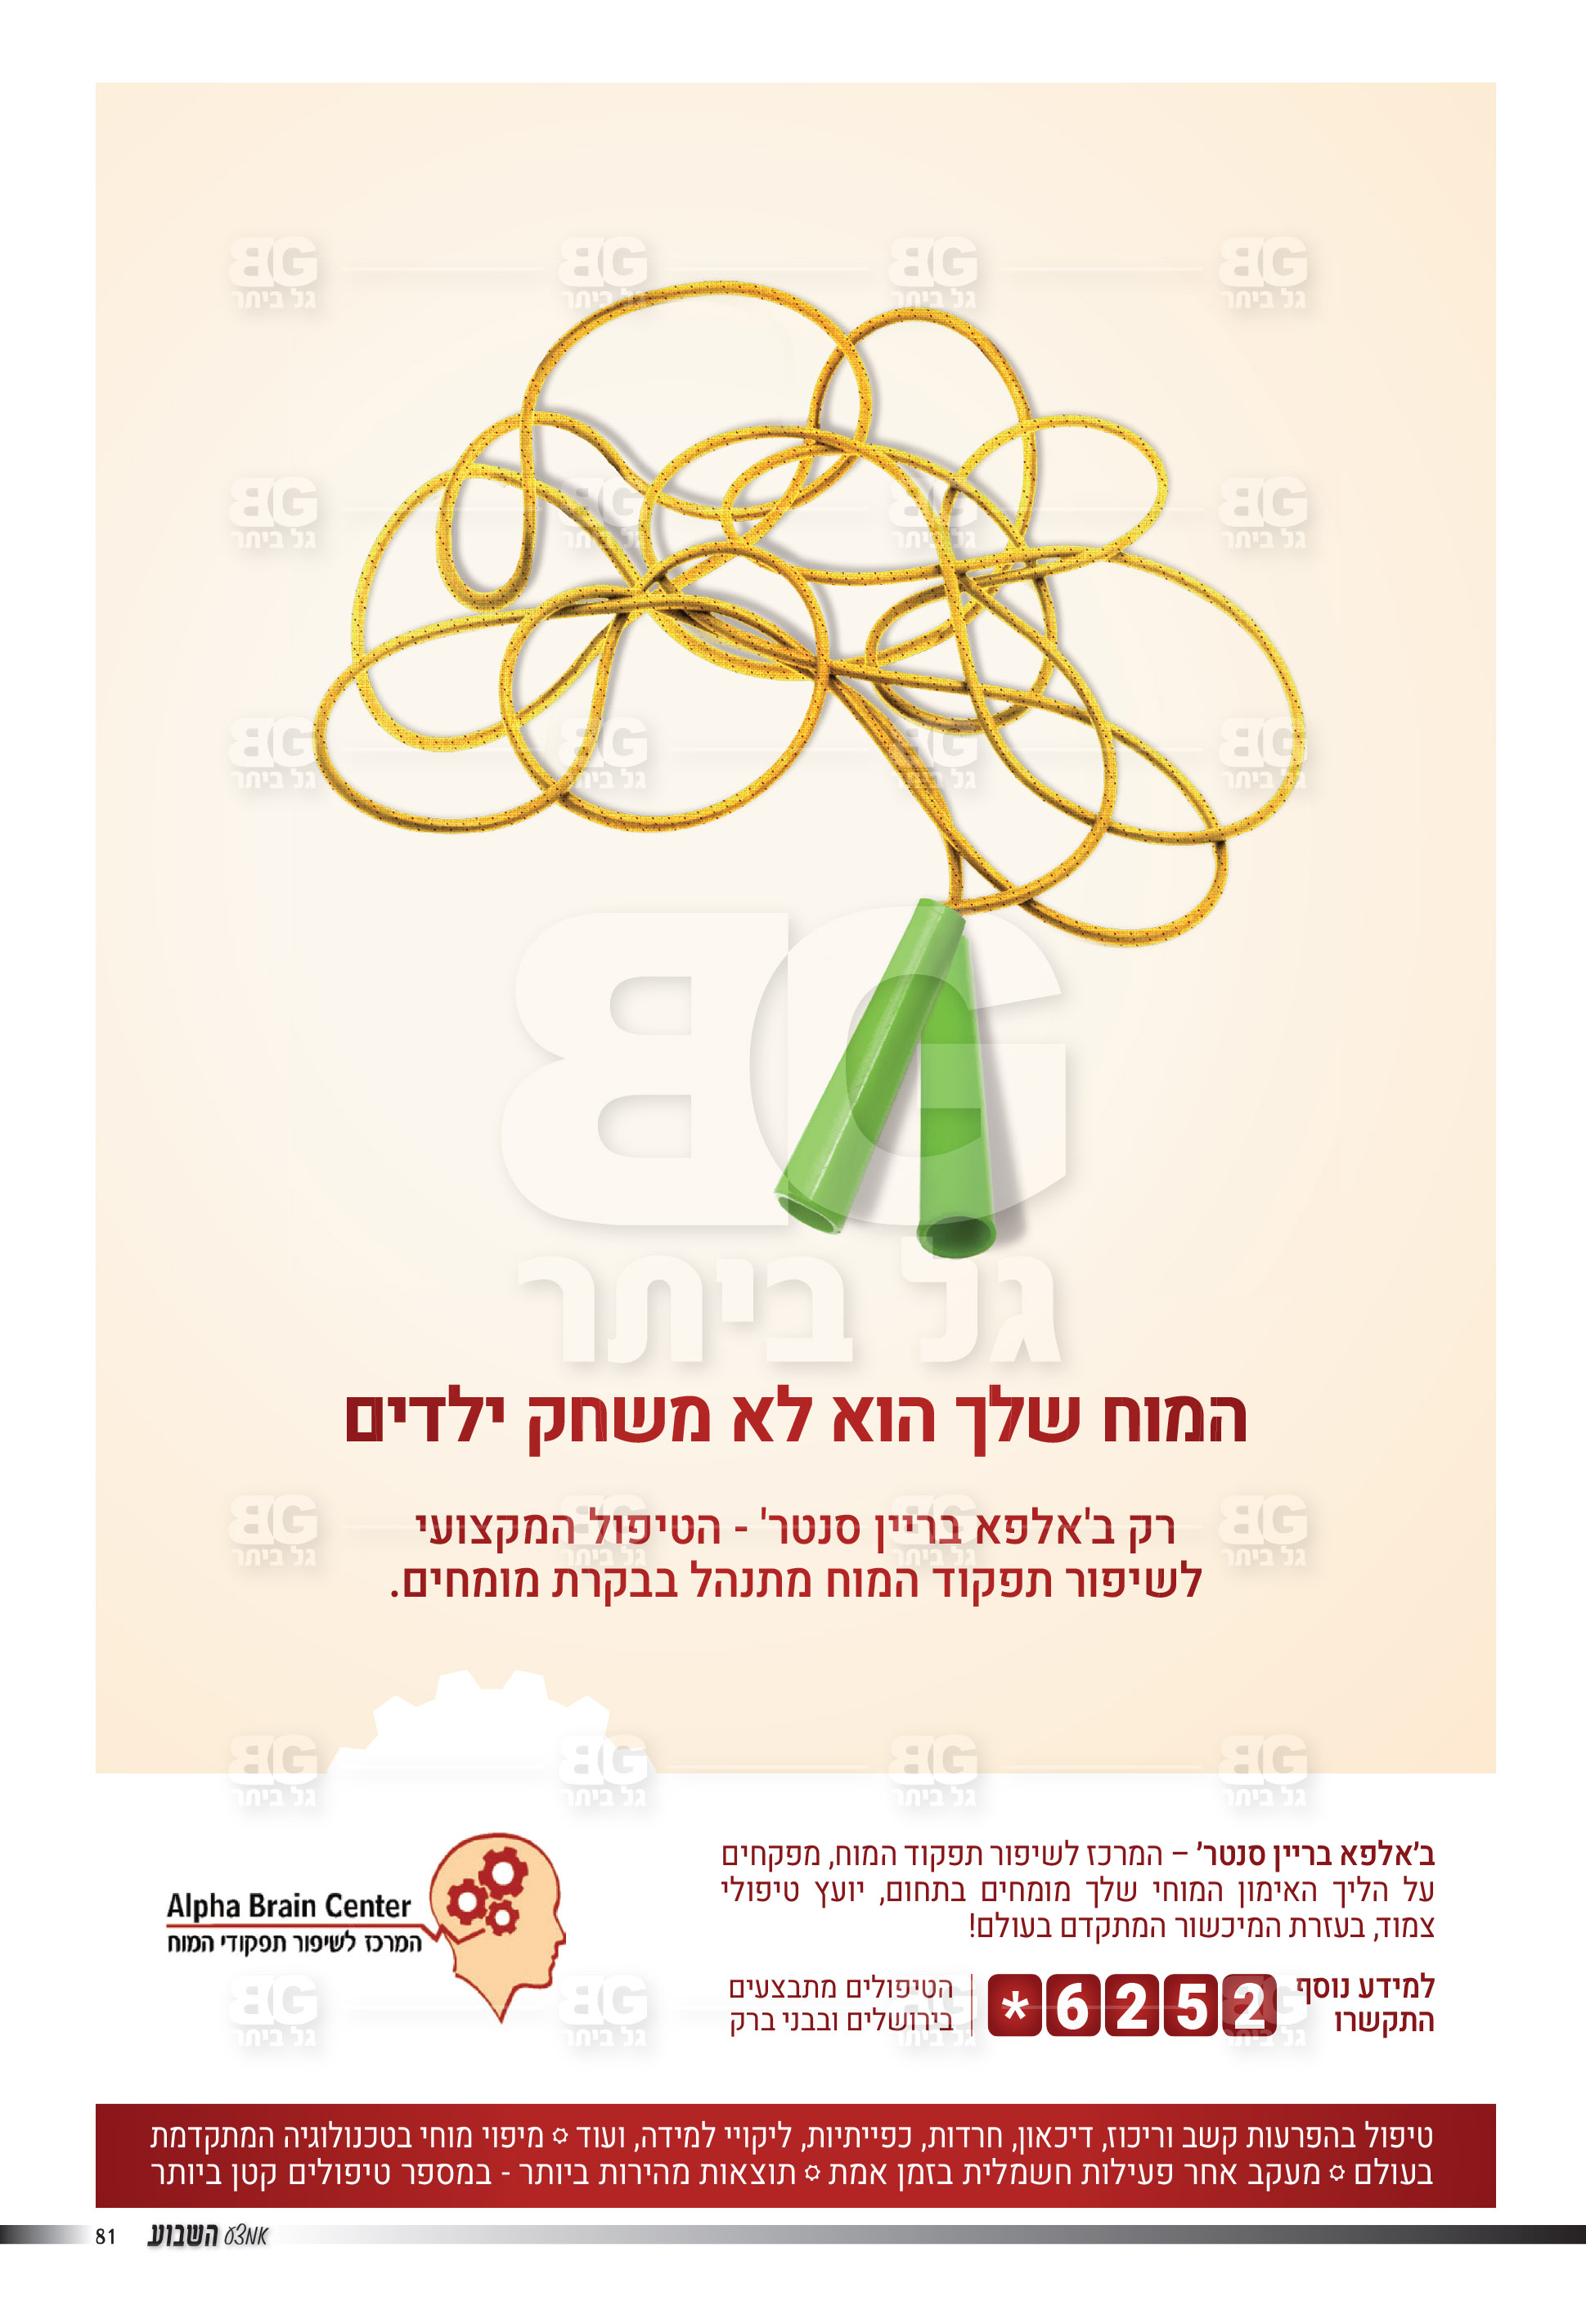 BG
גל ביתר
המוח שלך הוא לא משחק ילדים
רק ב'אלפא בריין סנטר' - הטיפול המקצועי
לשיפור תפקוד המוח מתנהל בבקרת מומחים.
ב'אלפא בריין סנטר' – המרכז לשיפור תפקוד המוח, מפקחים
על הליך האימון המוחי שלך מומחים בתחום, יועץ טיפולי
צמוד, בעזרת המיכשור המתקדם בעולם!
למידע נוסף
התקשרו
*6252
הטיפולים מתבצעים
בירושלים ובבני ברק
Alpha Brain Center
המרכז לשיפור תפקודי המוח
טיפול בהפרעות קשב וריכוז, דיכאון, חרדות, כפייתיות, ליקויי למידה, ועוד ✡ מיפוי מוחי בטכנולוגיה המתקדמת
בעולם ✡ מעקב אחר פעילות חשמלית בזמן אמת ✡ תוצאות מהירות ביותר - במספר טיפולים קטן ביותר
אמצע השבוע 81